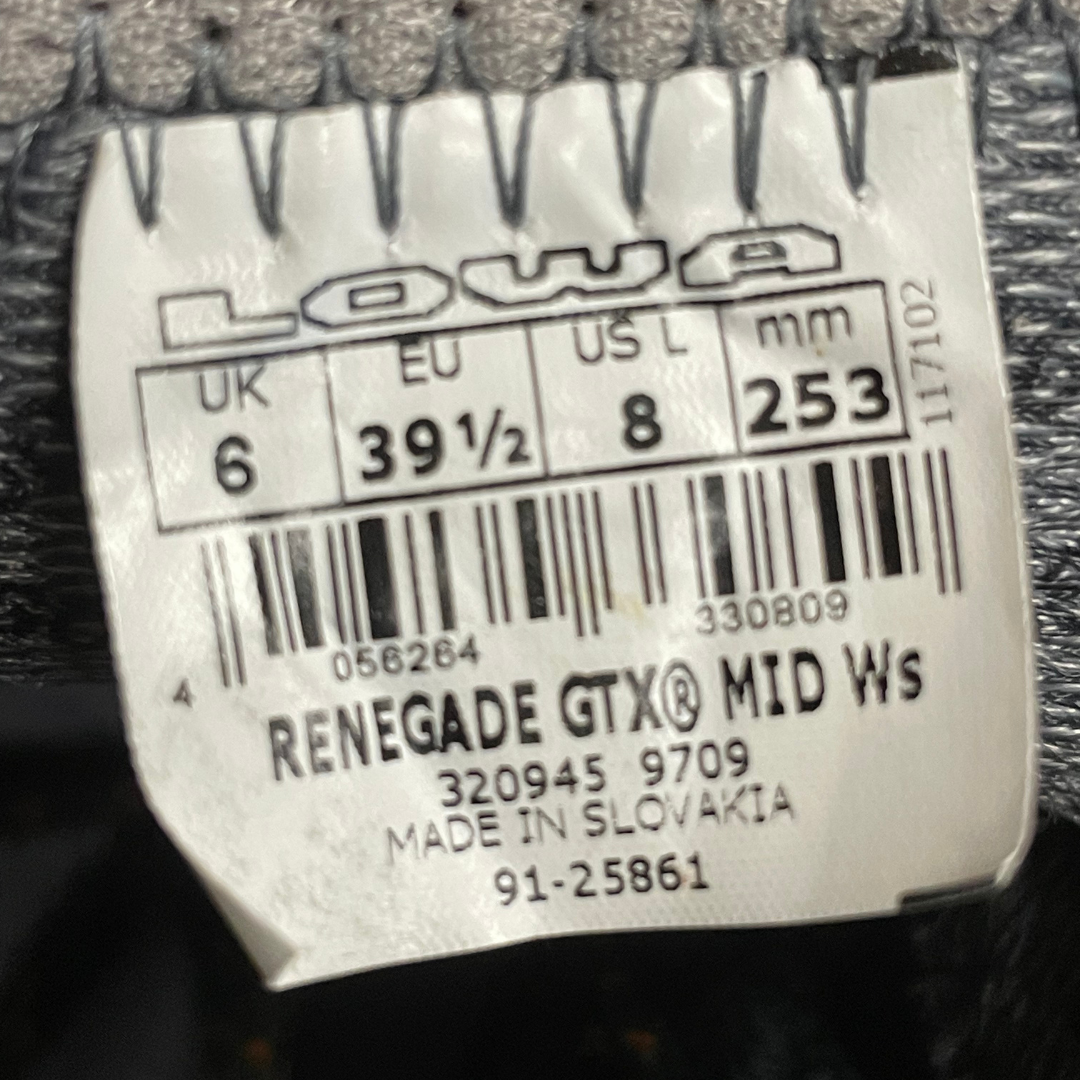 LOWA
UK EU US L mm
6 39½ 8 253
117102
4 056264 330809
RENEGADE GTX® MID Ws
320945 9709
MADE IN SLOVAKIA
91-25861